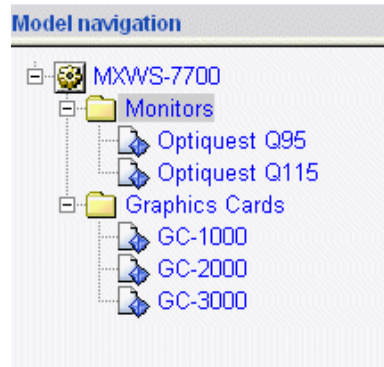 Model navigation
MXWS-7700
Monitors
Optiquest Q95
Optiquest Q115
Graphics Cards
GC-1000
GC-2000
GC-3000